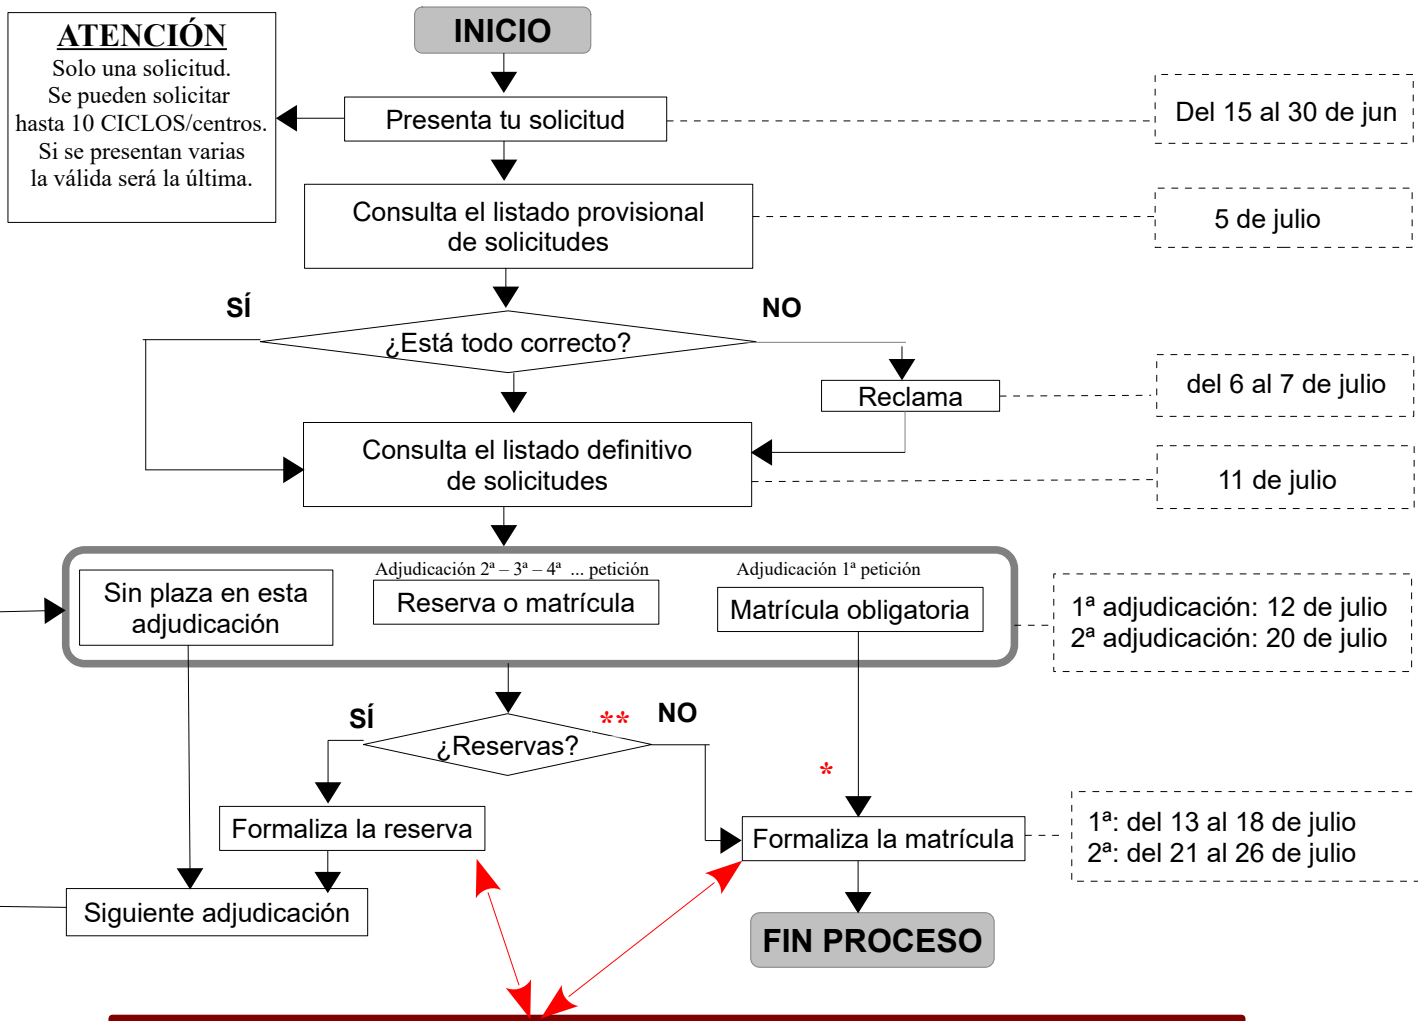 INICIO
ATENCIÓN
Solo una solicitud.
Se pueden solicitar
hasta 10 CICLOS/centros.
Si se presentan varias
la válida será la última.
Presenta tu solicitud
Del 15 al 30 de jun
Consulta el listado provisional
de solicitudes
5 de julio
SÍ
NO
¿Está todo correcto?
Reclama
del 6 al 7 de julio
Consulta el listado definitivo
de solicitudes
11 de julio
Sin plaza en esta
adjudicación
Adjudicación 2ª – 3ª – 4ª ... petición
Reserva o matrícula
Adjudicación 1ª petición
Matrícula obligatoria
1ª adjudicación: 12 de julio
2ª adjudicación: 20 de julio
SÍ
** NO
¿Reservas?
*
Formaliza la reserva
Formaliza la matrícula
1ª: del 13 al 18 de julio
2ª: del 21 al 26 de julio
Siguiente adjudicación
FIN PROCESO